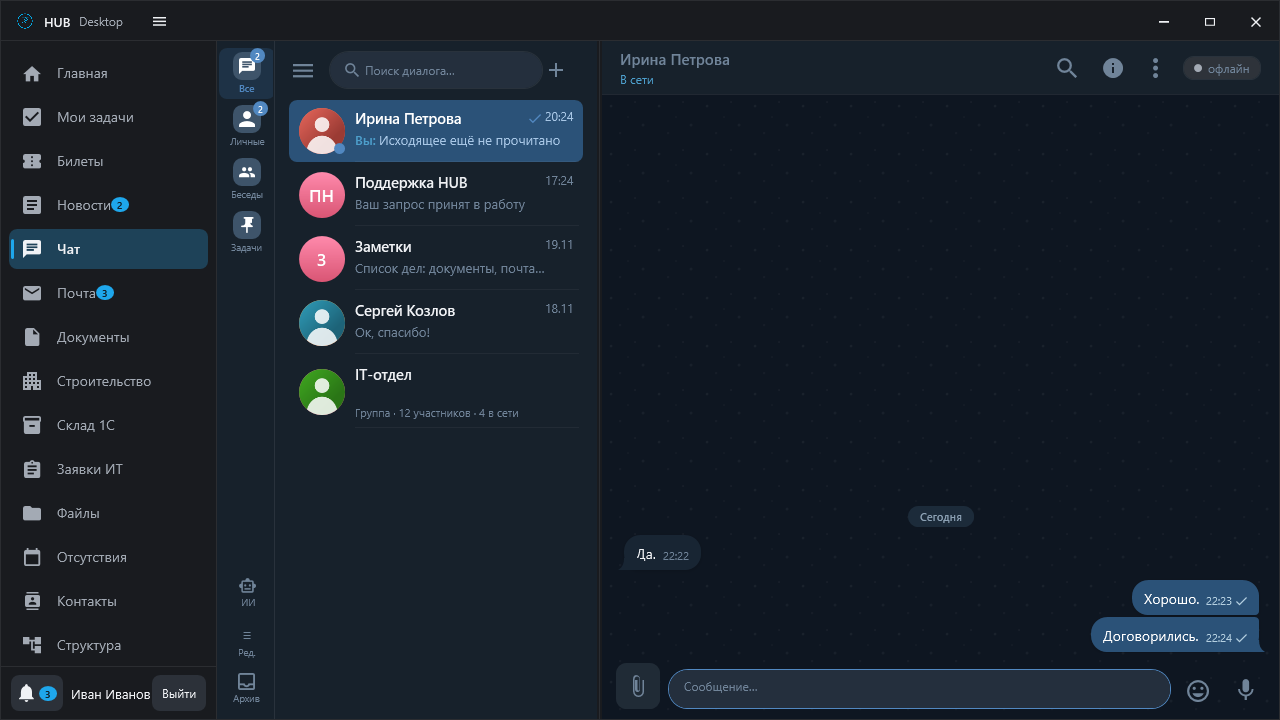 HUB Desktop
Главная
Мои задачи
Билеты
Новости 2
Чат
Почта 3
Документы
Строительство
Склад 1С
Заявки ИТ
Файлы
Отсутствия
Контакты
Структура
3 Иван Иванов Выйти
2
Все
2
Личные
Беседы
Задачи
ИИ
Ред.
Архив
Поиск диалога...
Ирина Петрова 20:24
Вы: Исходящее ещё не прочитано
ПН
Поддержка HUB 17:24
Ваш запрос принят в работу
З
Заметки 19.11
Список дел: документы, почта...
Сергей Козлов 18.11
Ок, спасибо!
IT-отдел
Группа · 12 участников · 4 в сети
Ирина Петрова
В сети
офлайн
Сегодня
Да. 22:22
Хорошо. 22:23
Договорились. 22:24
Сообщение...